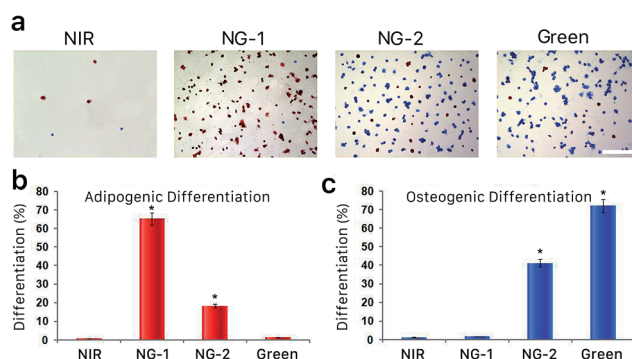 a
NIR NG-1 NG-2 Green
b
Adipogenic Differentiation
Differentiation (%)
80
70
60
50
40
30
20
10
0
*
*
NIR NG-1 NG-2 Green
c
Osteogenic Differentiation
Differentiation (%)
80
70
60
50
40
30
20
10
0
*
*
NIR NG-1 NG-2 Green